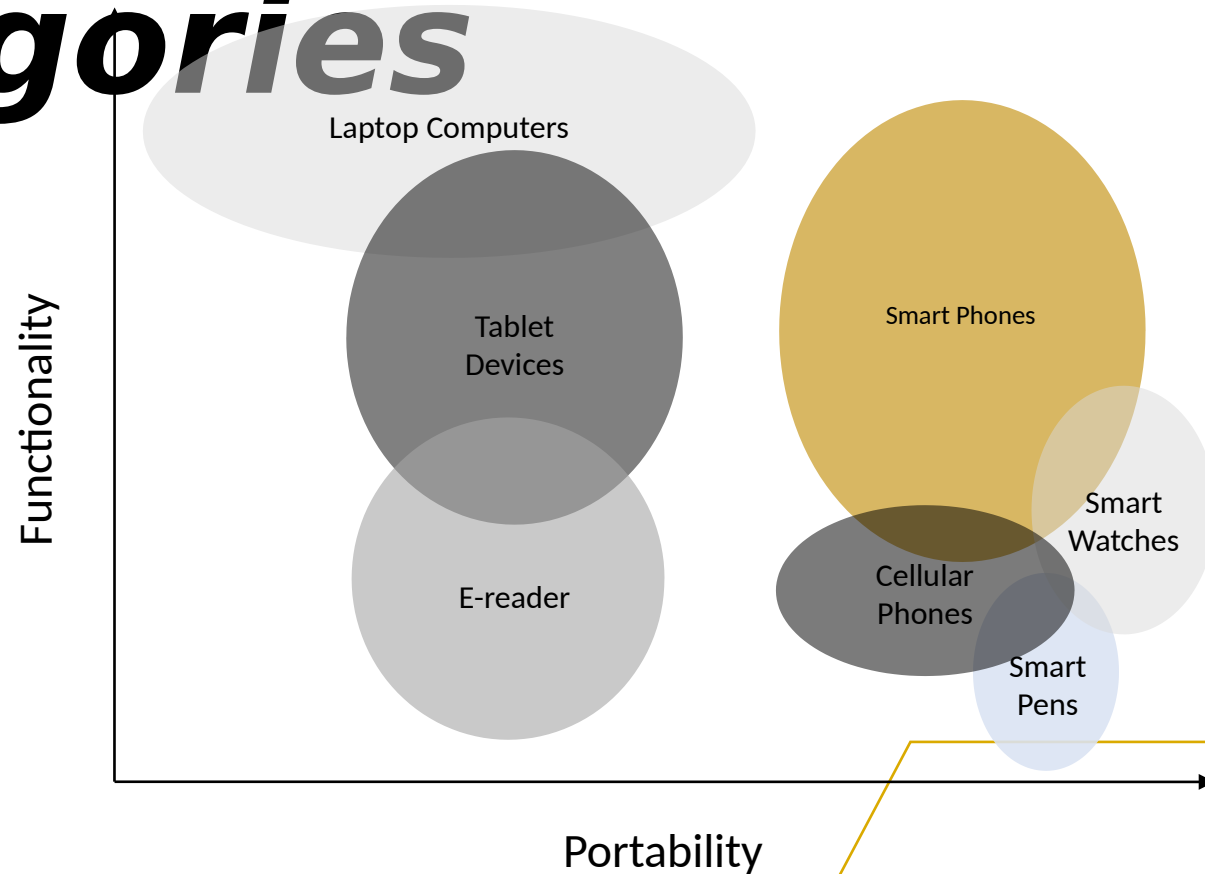 gories
Laptop Computers
Smart Phones
Tablet
Devices
Functionality
Smart
Watches
Cellular
Phones
E-reader
Smart
Pens
Portability